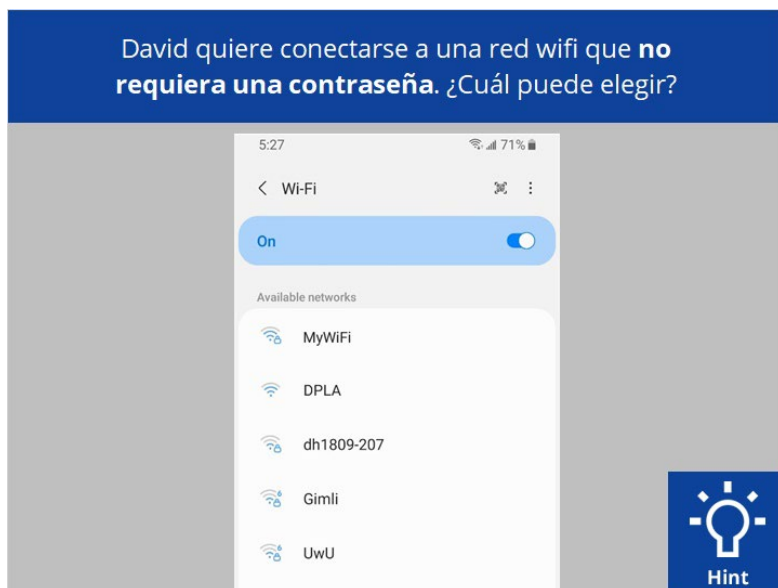 David quiere conectarse a una red wifi que no
requiera una contraseña. ¿Cuál puede elegir?
5:27
71%
Wi-Fi
On
Available networks
MyWiFi
DPLA
dh1809-207
Gimli
UwU
Hint